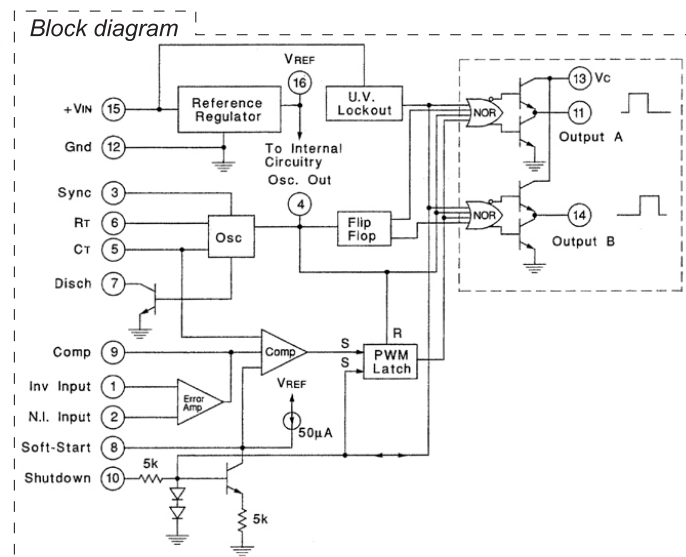 Block diagram
VREF
16
13 Vc
+VIN 15
Reference
Regulator
U.V.
Lockout
NOR
11
Output A
Gnd 12
To Internal
Circuitry
Osc. Out
Sync 3
4
RT 6
Osc
Flip
Flop
NOR
14
CT 5
Output B
Disch 7
R
Comp 9
Comp
S
PWM
Latch
S
Inv Input 1
Error
Amp
VREF
N.I. Input 2
50µA
Soft-Start 8
Shutdown 10
5k
5k